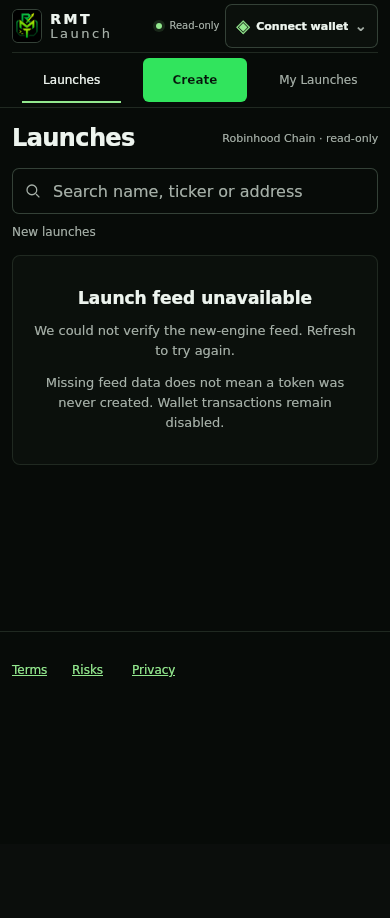 RMT
Launch
Read-only
Connect wallet
Launches
Create
My Launches
Launches
Robinhood Chain · read-only
Search name, ticker or address
New launches
Launch feed unavailable
We could not verify the new-engine feed. Refresh
to try again.
Missing feed data does not mean a token was
never created. Wallet transactions remain
disabled.
Terms
Risks
Privacy